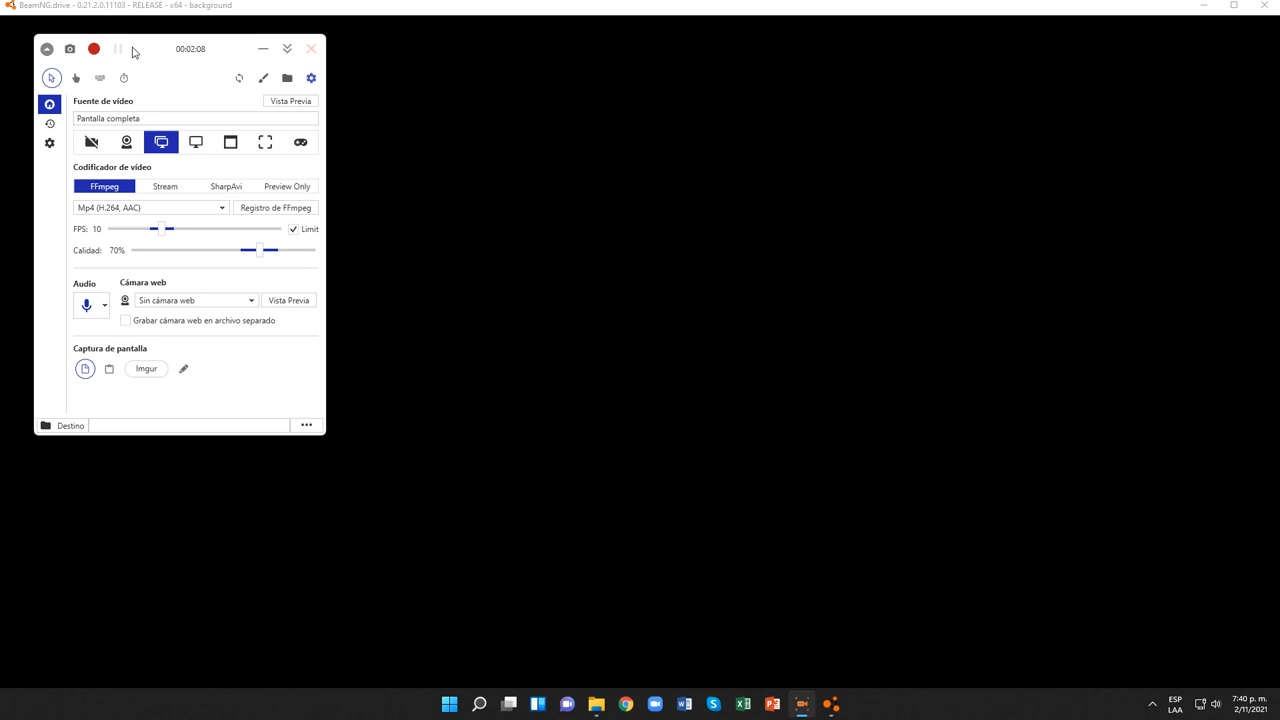 BeamNG.drive - 0.21.2.0.11103 - RELEASE - x64 - background
00:02:08
Fuente de vídeo
Vista Previa
Pantalla completa
Codificador de vídeo
FFmpeg Stream SharpAvi Preview Only
Mp4 (H.264, AAC) Registro de FFmpeg
FPS: 10 Limit
Calidad: 70%
Audio Cámara web
Sin cámara web Vista Previa
Grabar cámara web en archivo separado
Captura de pantalla
Imgur
Destino
ESP 7:40 p. m.
LAA 2/11/2021